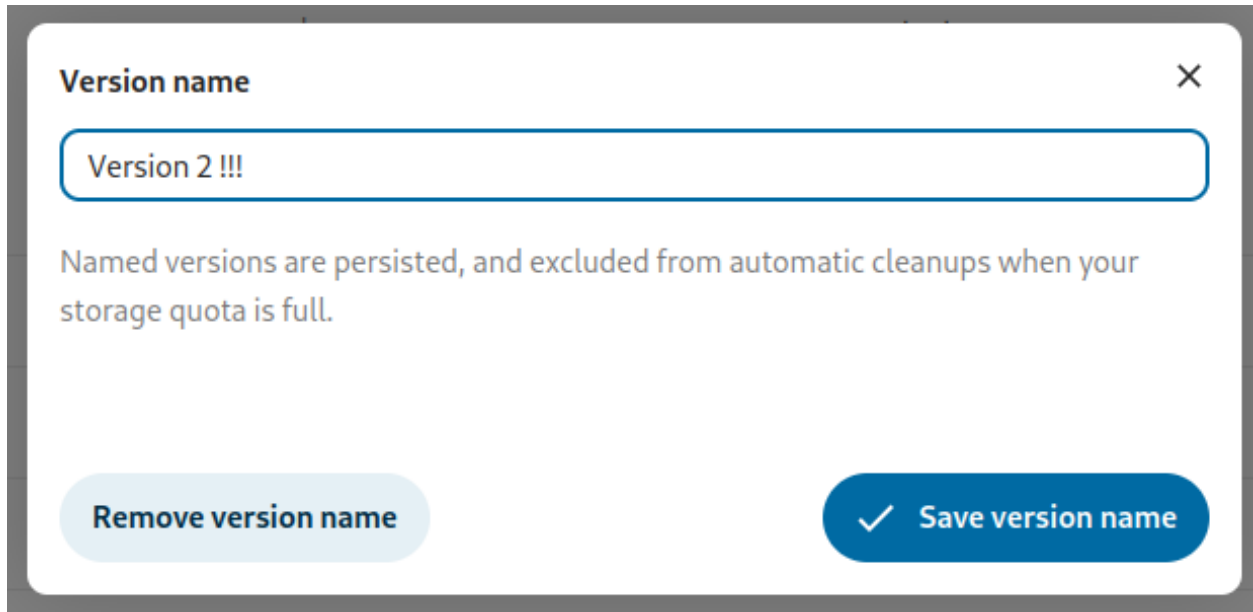 Version name
Version 2 !!!
Named versions are persisted, and excluded from automatic cleanups when your
storage quota is full.
Remove version name
Save version name